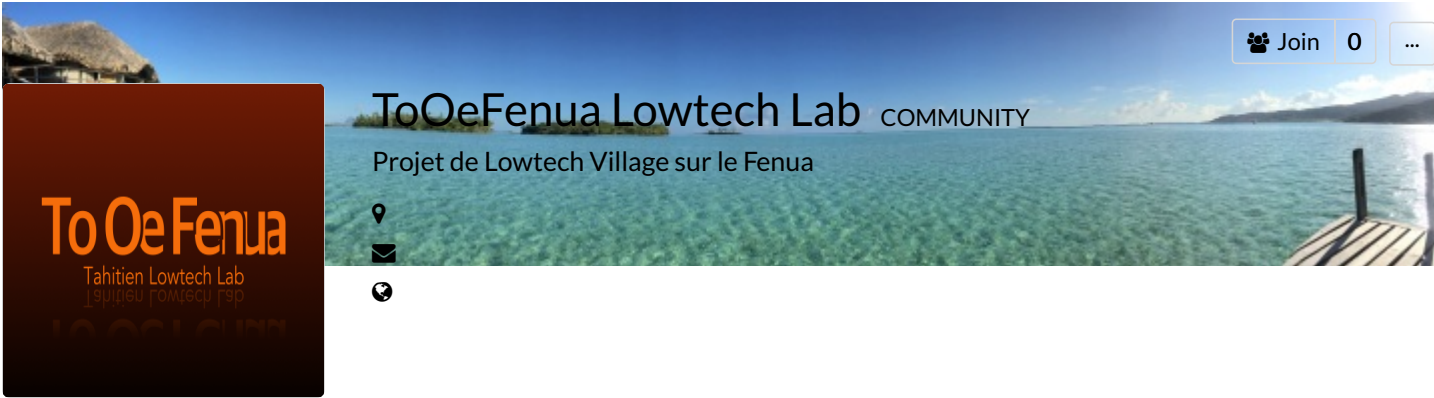 Join 0 ...
ToOeFenua Lowtech Lab COMMUNITY
Projet de Lowtech Village sur le Fenua
To Oe Fenua
Tahitien Lowtech Lab